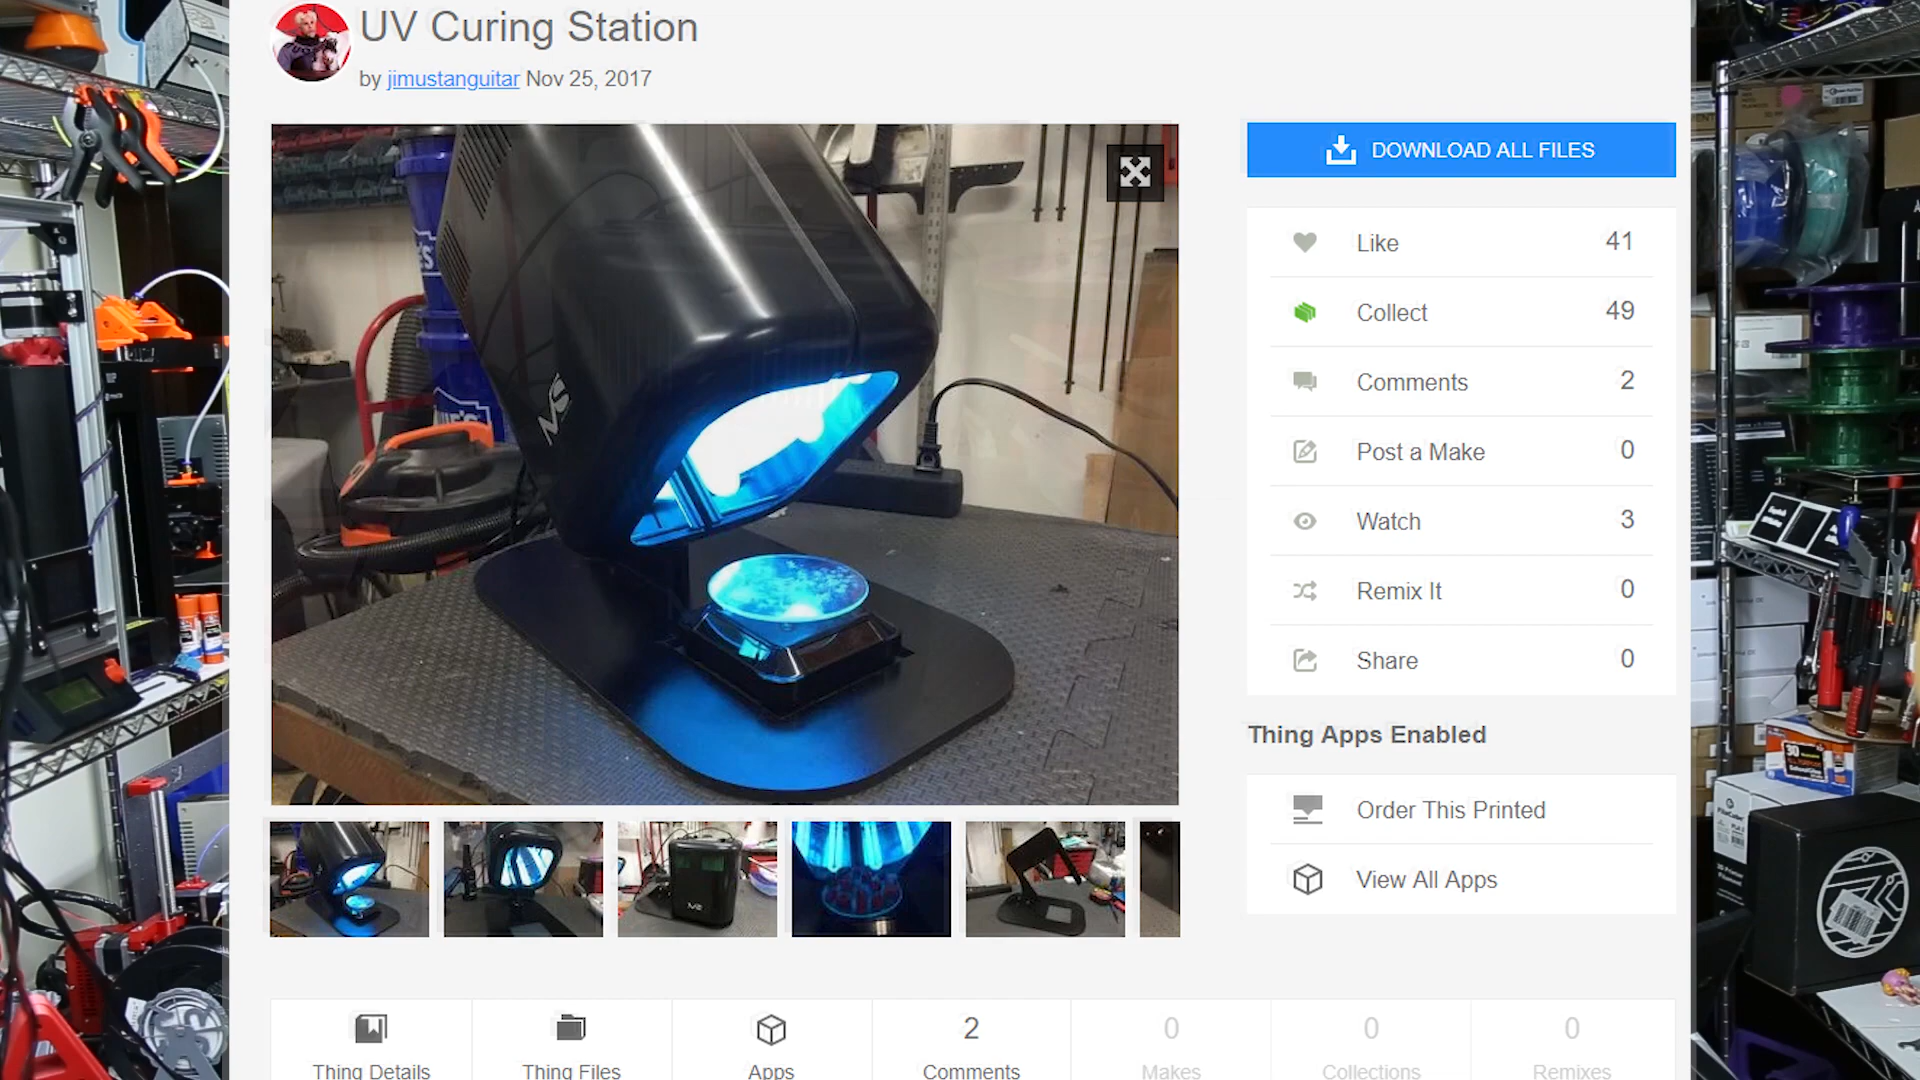 UV Curing Station
by jimustanguitar Nov 25, 2017
DOWNLOAD ALL FILES
Like 41
Collect 49
Comments 2
Post a Make 0
Watch 3
Remix It 0
Share 0
Thing Apps Enabled
Order This Printed
View All Apps
Thing Details
Thing Files
Apps
2
Comments
0
Makes
0
Collections
0
Remixes